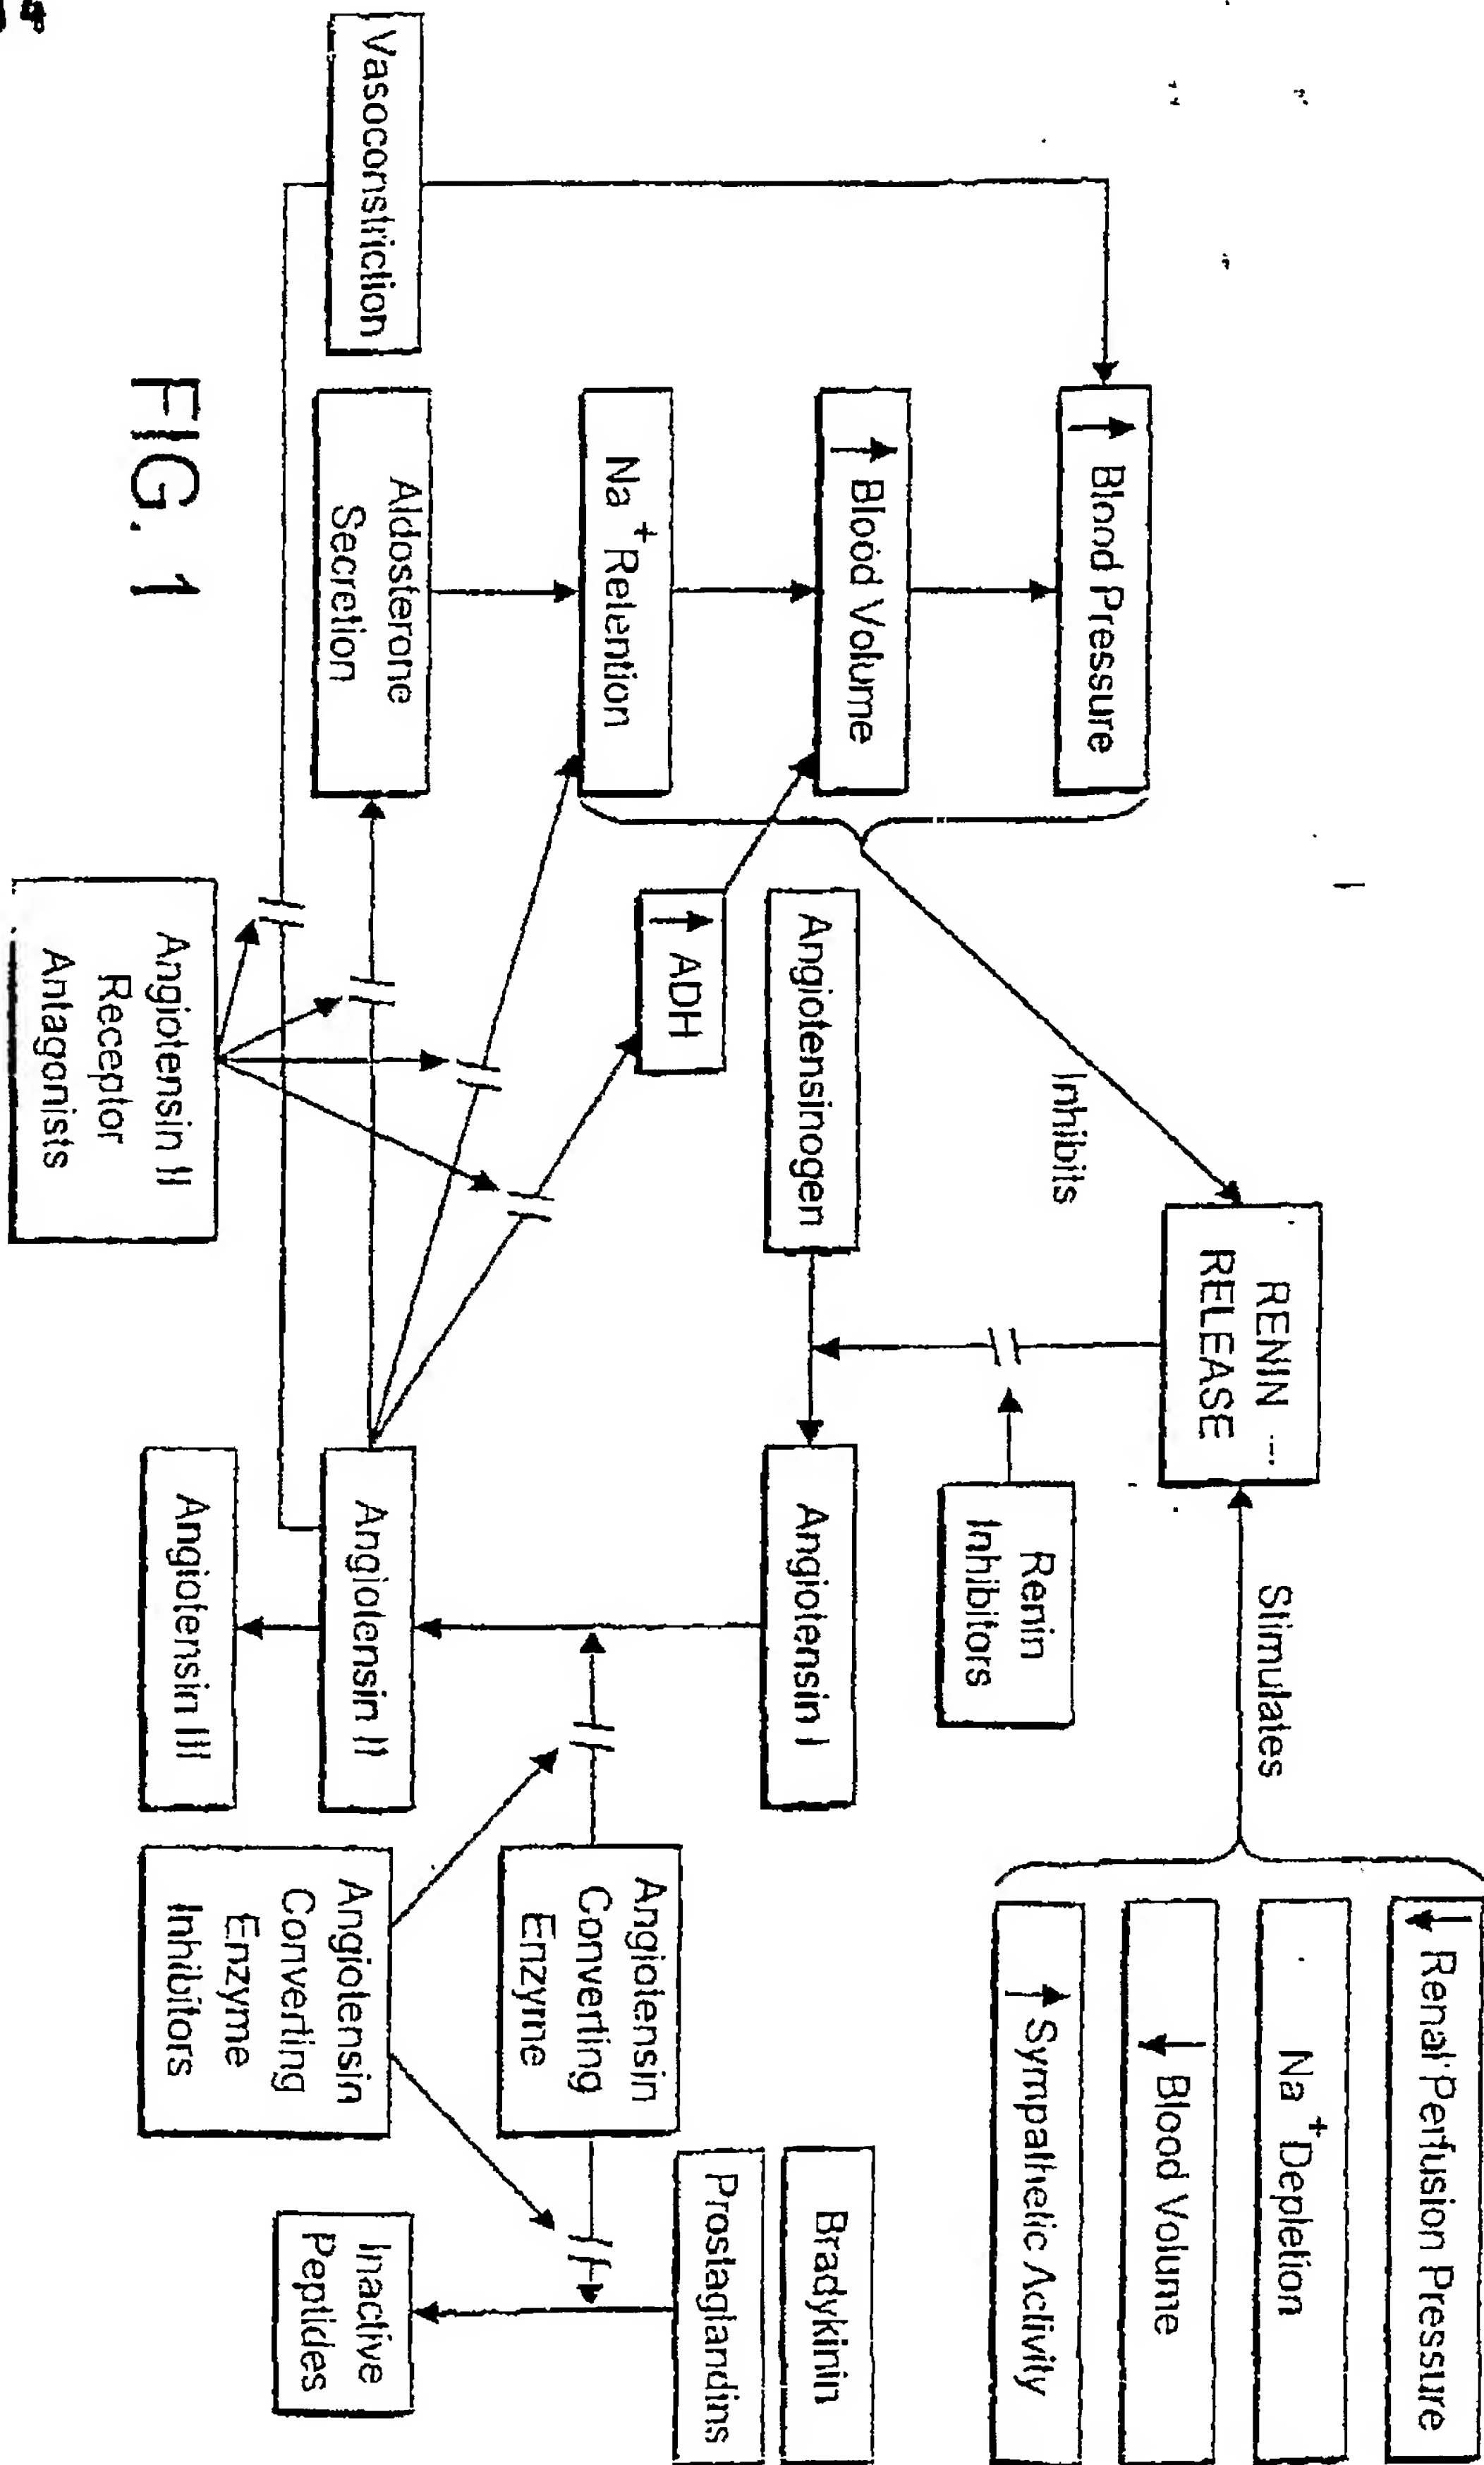 ↓ Renal Perfusion Pressure
Na + Depletion
↓ Blood Volume
↑ Sympathetic Activity
Stimulates
RENIN
RELEASE
Inhibits
Renin
Inhibitors
↑ Blood Pressure
↑ Blood Volume
Na + Retention
Aldosterone
Secretion
Vasoconstriction
Angiotensinogen
↑ ADH
Angiotensin I
Angiotensin II
Angiotensin III
Angiotensin II
Receptor
Antagonists
Bradykinin
Prostaglandins
Angiotensin
Converting
Enzyme
Angiotensin
Converting
Enzyme
Inhibitors
Inactive
Peptides
FIG. 1